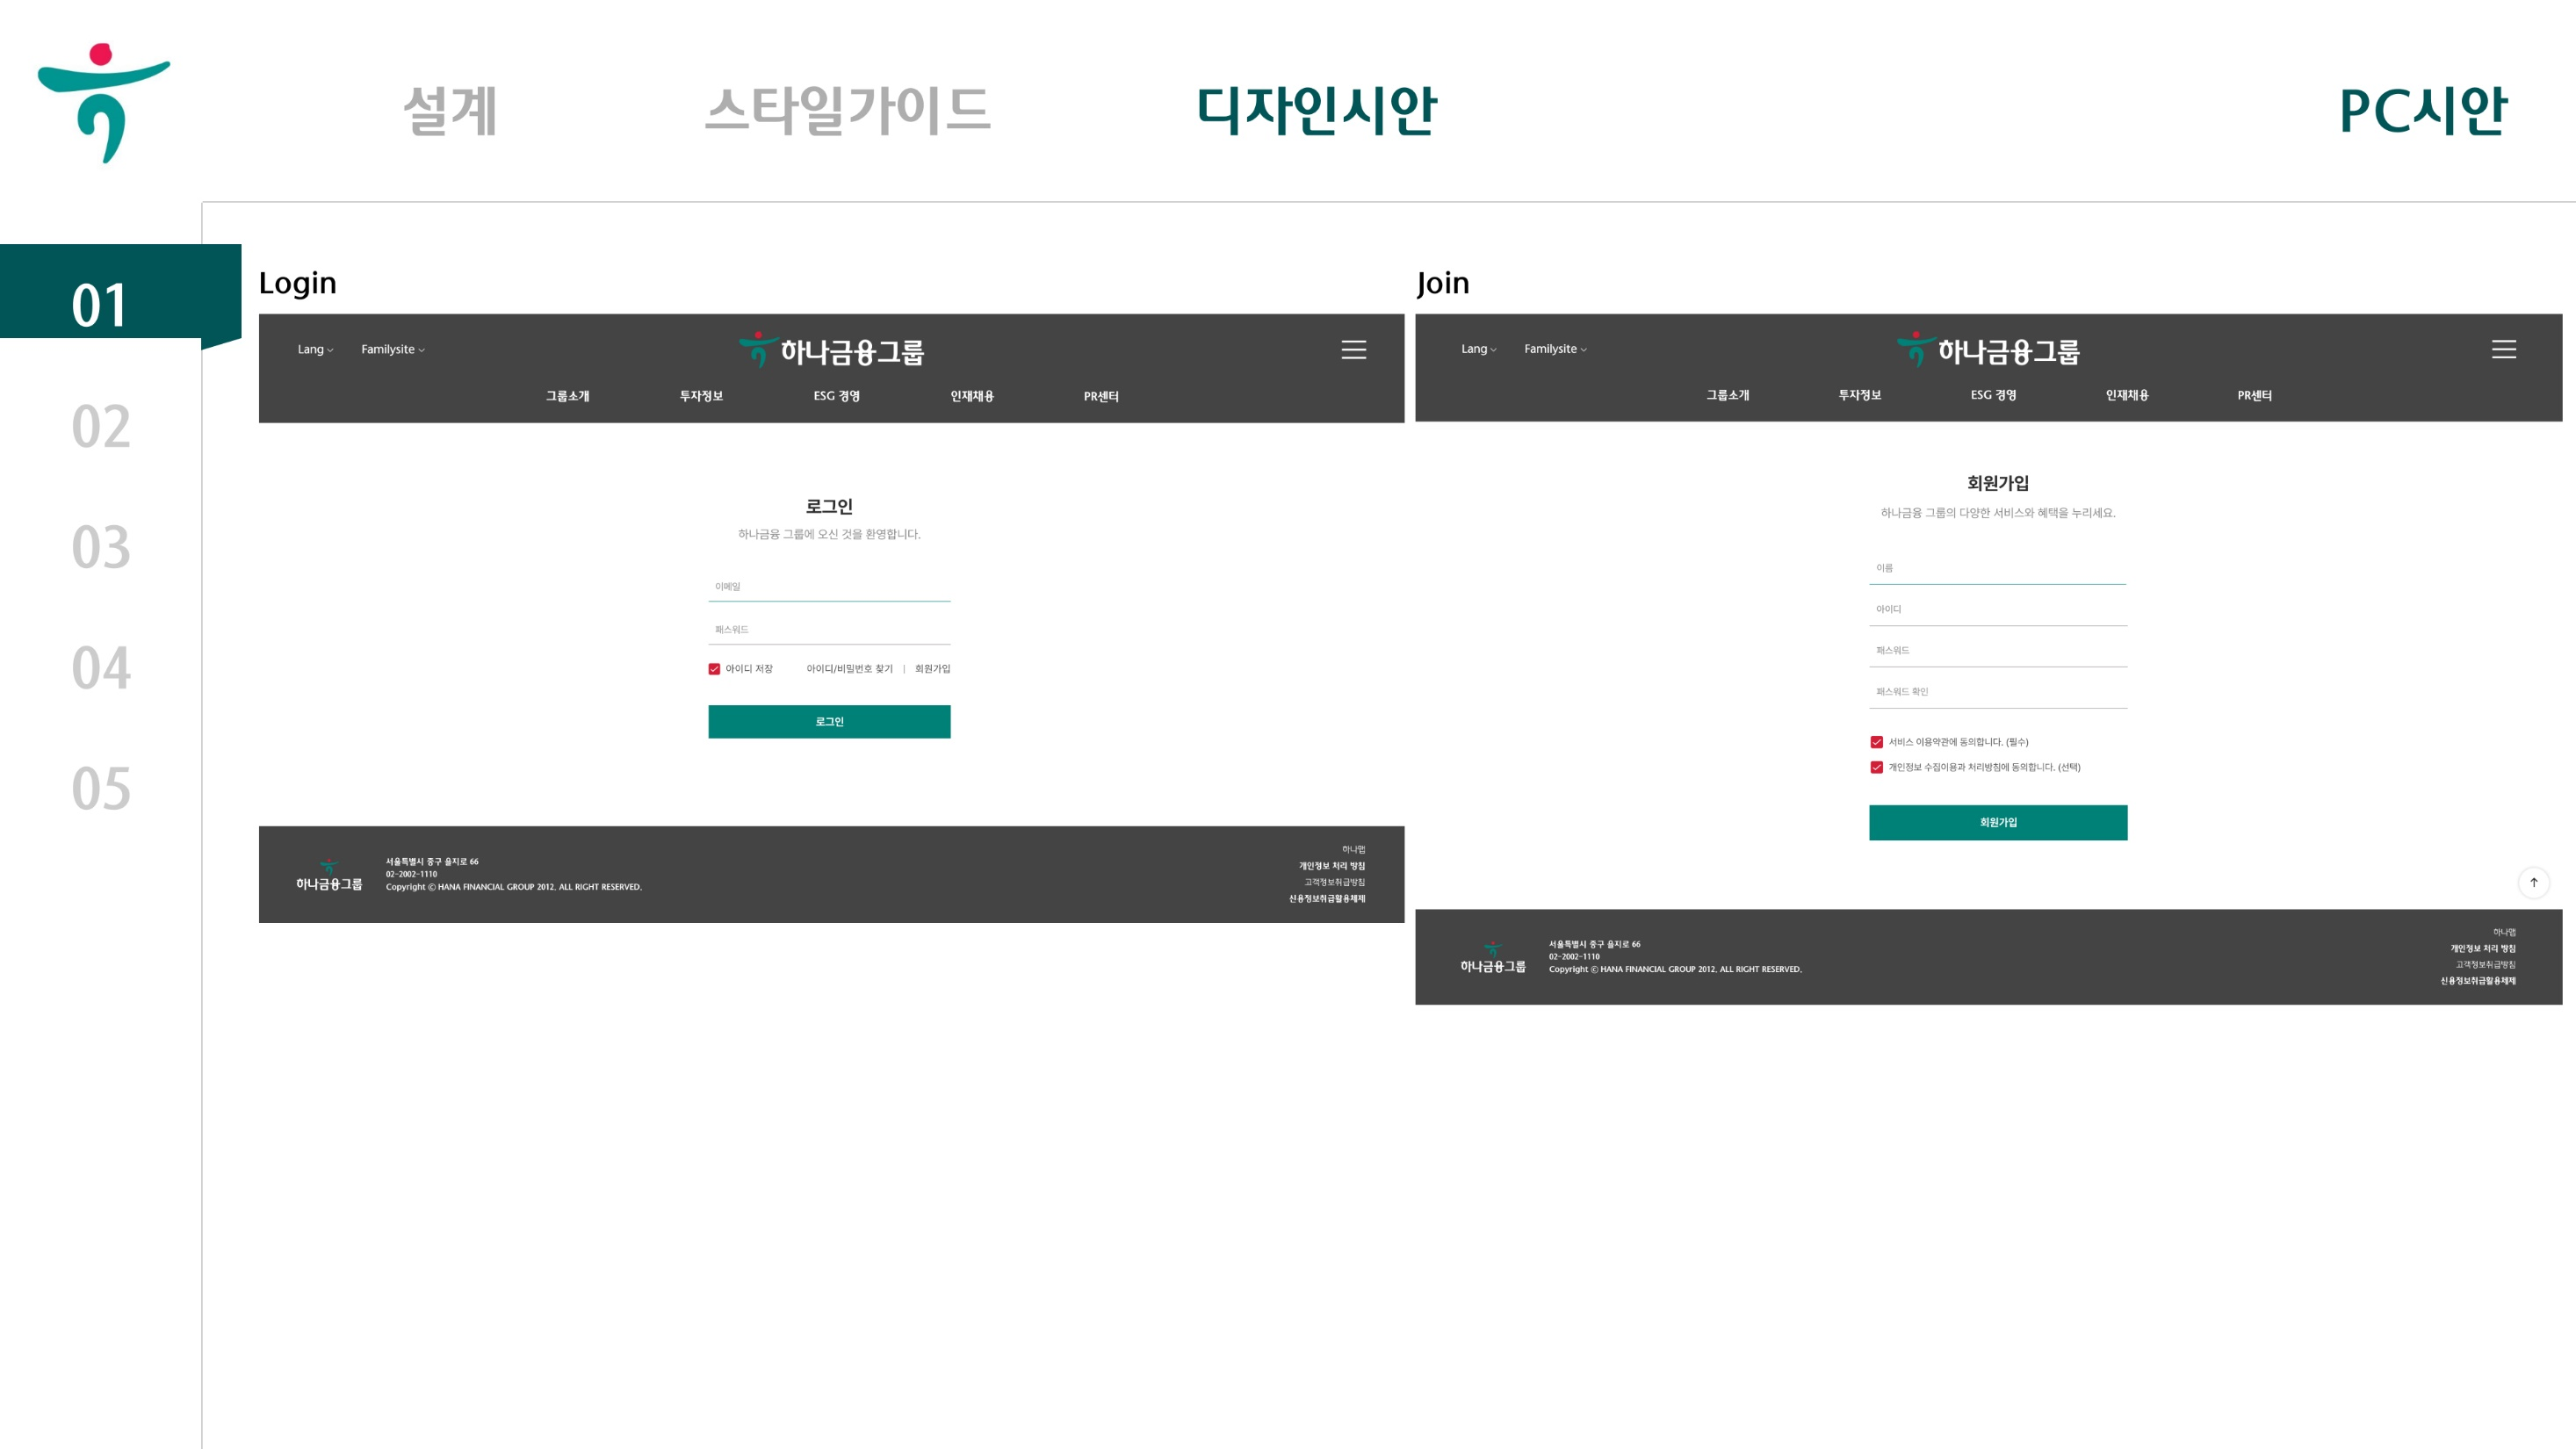 설계
스타일가이드
디자인시안
PC시안
01
02
03
04
05
Login
Lang
Familysite
하나금융그룹
그룹소개
투자정보
ESG 경영
인재채용
PR센터
로그인
하나금융 그룹에 오신 것을 환영합니다.
이메일
패스워드
아이디 저장
아이디/비밀번호 찾기 | 회원가입
로그인
하나금융그룹
서울특별시 중구 을지로 66
02-2002-1110
Copyright ⓒ HANA FINANCIAL GROUP 2012. ALL RIGHT RESERVED.
하나맵
개인정보 처리 방침
고객정보취급방침
신용정보취급활용체제
Join
Lang
Familysite
하나금융그룹
그룹소개
투자정보
ESG 경영
인재채용
PR센터
회원가입
하나금융 그룹의 다양한 서비스와 혜택을 누리세요.
이름
아이디
패스워드
패스워드 확인
서비스 이용약관에 동의합니다. (필수)
개인정보 수집이용과 처리방침에 동의합니다. (선택)
회원가입
하나금융그룹
서울특별시 중구 을지로 66
02-2002-1110
Copyright ⓒ HANA FINANCIAL GROUP 2012. ALL RIGHT RESERVED.
하나맵
개인정보 처리 방침
고객정보취급방침
신용정보취급활용체제